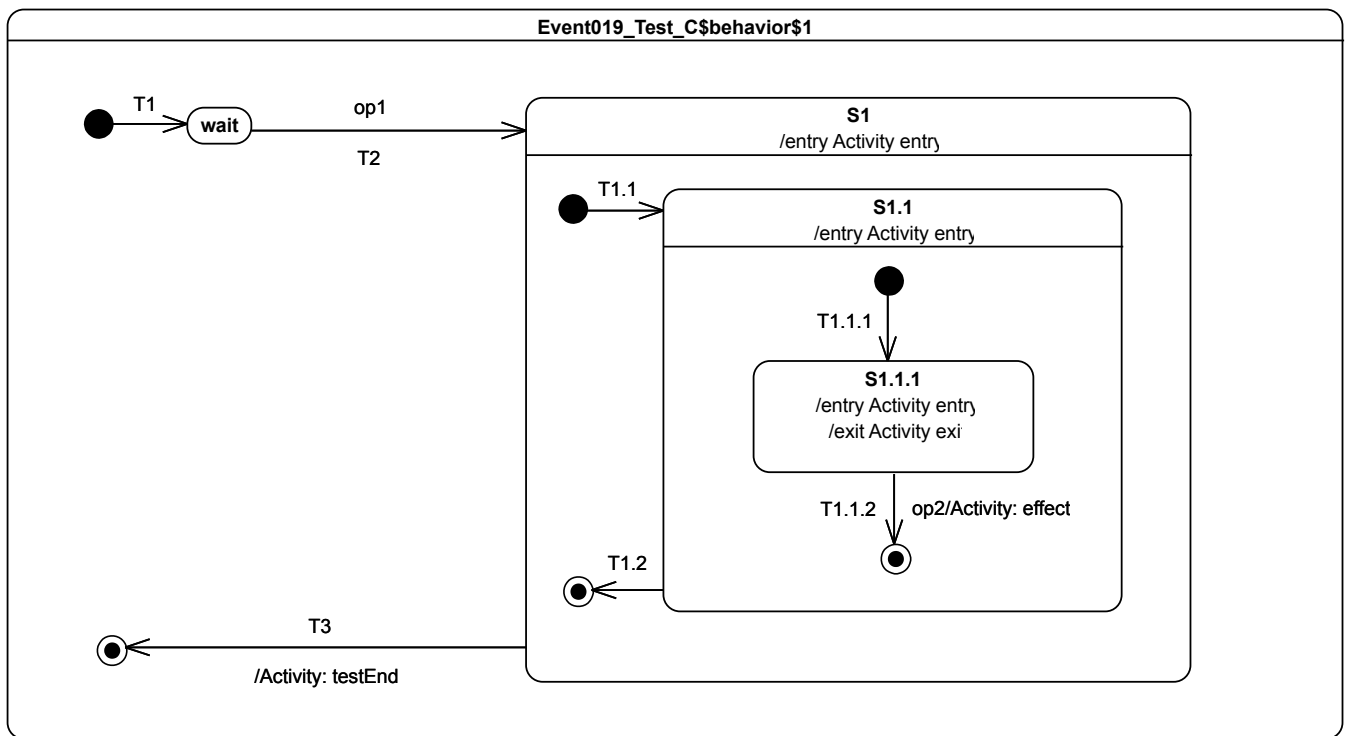 Event019_Test_C$behavior$1
T1
wait
op1
T2
S1
/entry Activity entry
T1.1
S1.1
/entry Activity entry
T1.1.1
S1.1.1
/entry Activity entry
/exit Activity exi
T1.1.2
op2/Activity: effect
T1.2
T3
/Activity: testEnd